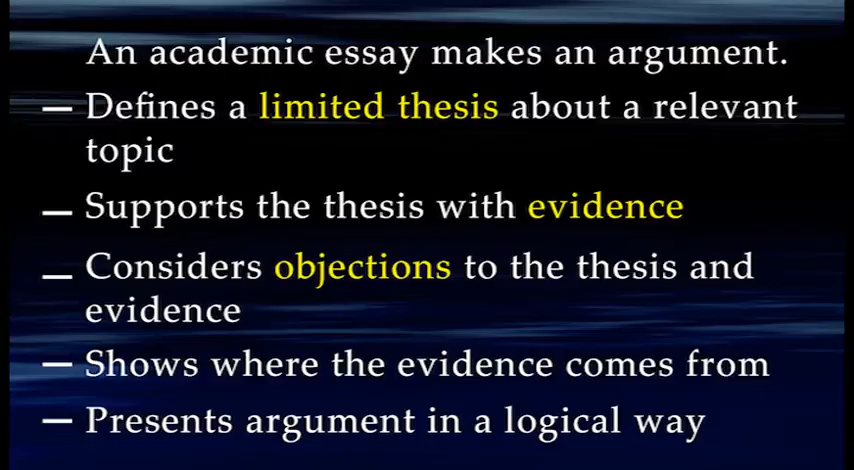 An academic essay makes an argument.
— Defines a limited thesis about a relevant
topic
— Supports the thesis with evidence
— Considers objections to the thesis and
evidence
— Shows where the evidence comes from
— Presents argument in a logical way